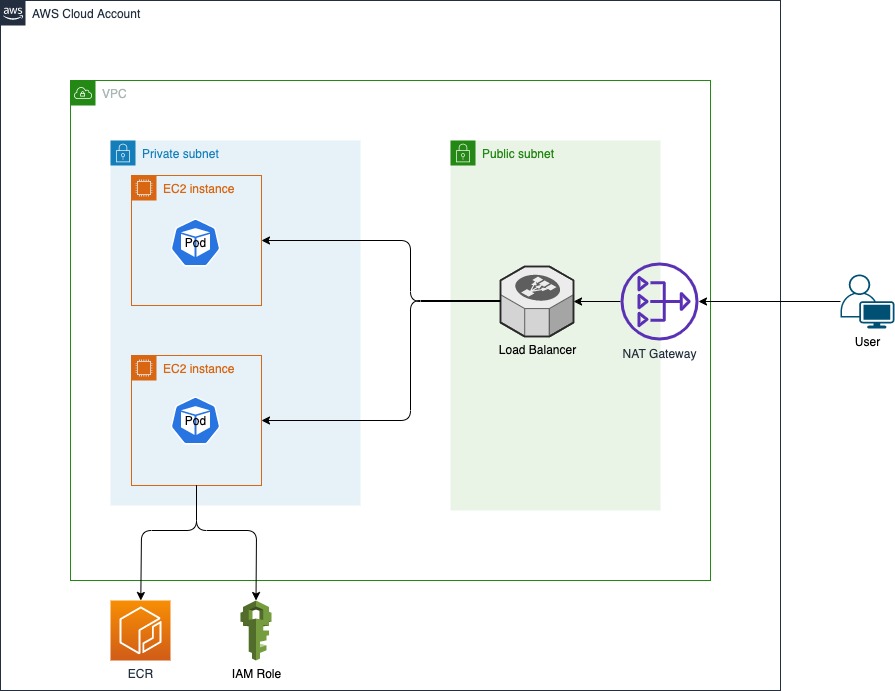 aws
AWS Cloud Account
VPC
Private subnet
Public subnet
EC2 instance
Pod
Load Balancer
NAT Gateway
User
EC2 instance
Pod
ECR
IAM Role